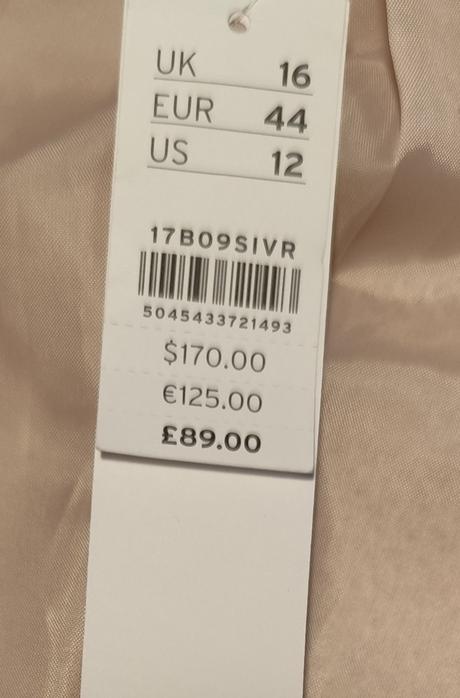 UK 16
EUR 44
US 12
17B09SIVR
5045433721493
$170.00
€125.00
£89.00